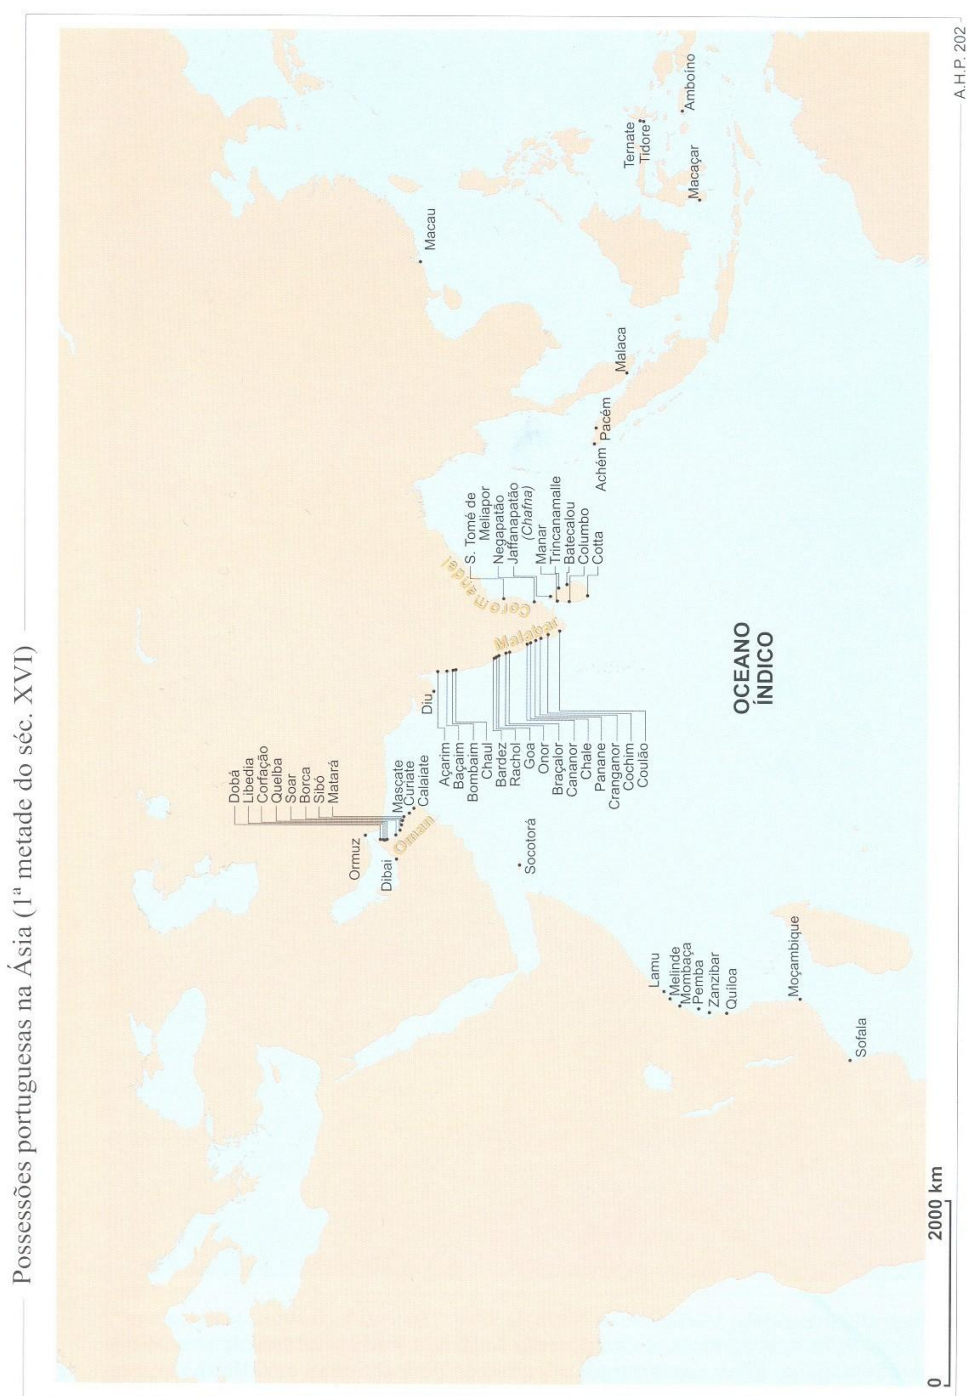 Possessões portuguesas na Ásia (1ª metade do séc. XVI)
Dobá
Libedia
Corfação
Quelba
Soar
Borca
Sibó
Matará
Ormuz
Dibai
Mascate
Curiate
Calaiate
Oman
Diu
Açarim
Baçaim
Bombaim
Chaul
Bardez
Rachol
Goa
Onor
Braçalor
Cananor
Chale
Panane
Cranganor
Cochim
Coulão
Malabar
Coromandel
S. Tomé de
Meliapor
Negapatão
Jaffanapatão
(Chafna)
Manar
Trincanamalle
Batecalou
Columbo
Cotta
Achém
Pacém
Malaca
Macau
Ternate
Tidore
Amboino
Macaçar
Socotorá
OCEANO
ÍNDICO
Lamu
Melinde
Mombaça
Pemba
Zanzibar
Quiloa
Moçambique
Sofala
0 2000 km
A.H.P. 202